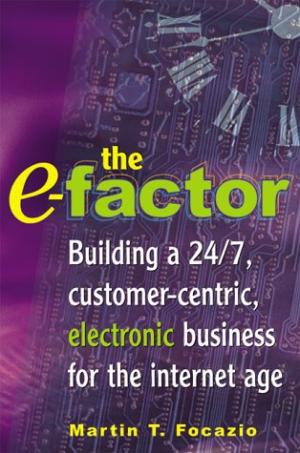 the
e-factor
Building a 24/7,
customer-centric,
electronic business
for the internet age
Martin T. Focazio